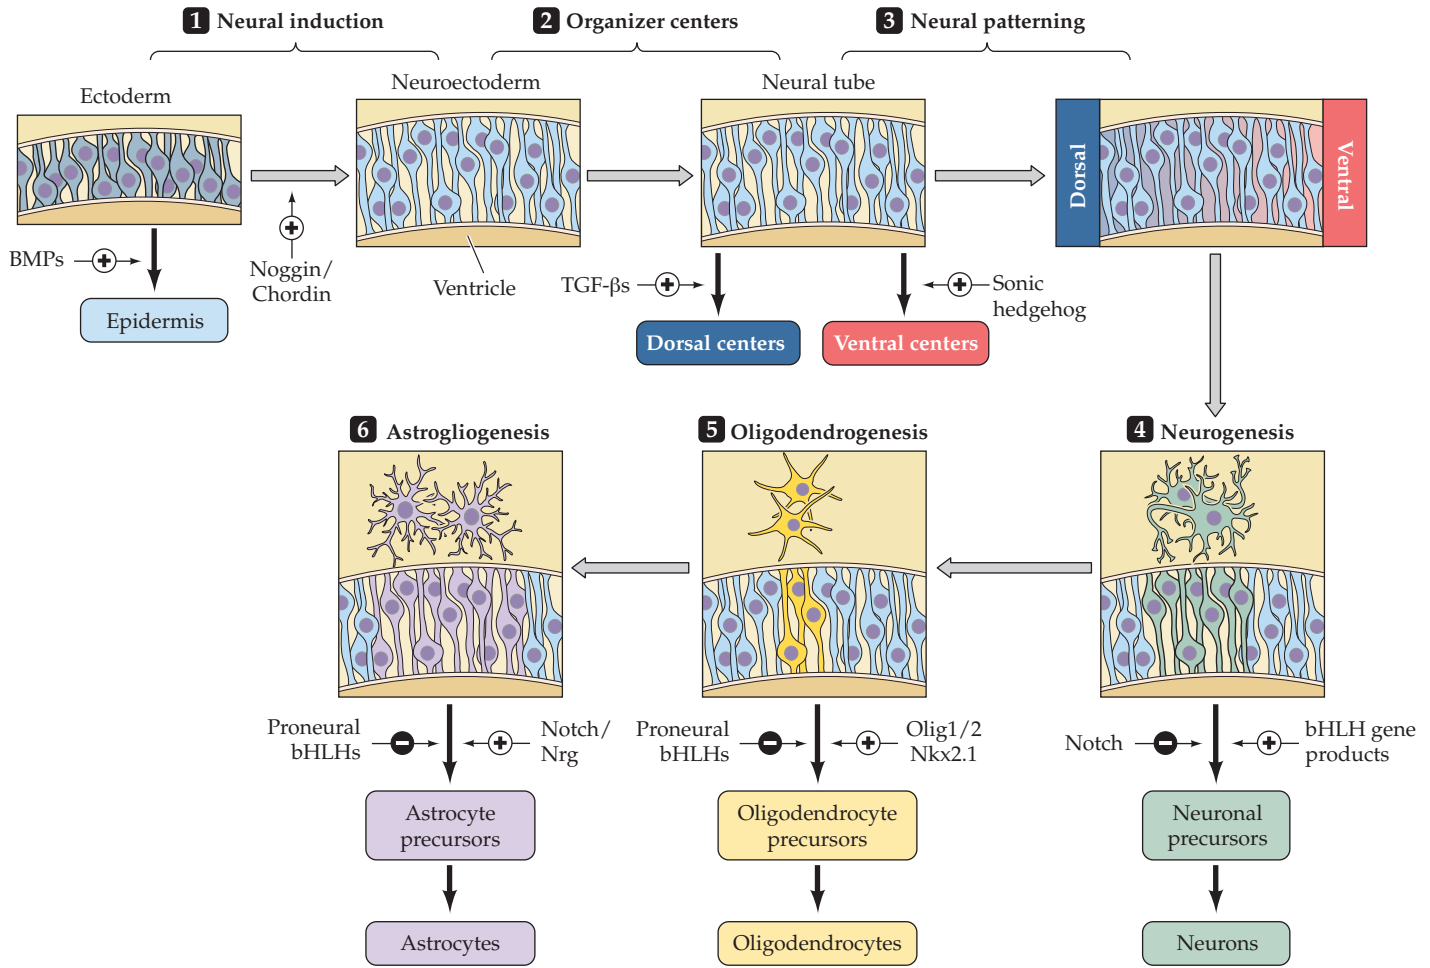 1 Neural induction
2 Organizer centers
3 Neural patterning
Ectoderm
Neuroectoderm
Neural tube
Dorsal
Ventral
BMPs
Noggin/
Chordin
Ventricle
Epidermis
TGF-βs
Sonic
hedgehog
Dorsal centers
Ventral centers
6 Astrogliogenesis
5 Oligodendrogenesis
4 Neurogenesis
Proneural
bHLHs
Notch/
Nrg
Proneural
bHLHs
Olig1/2
Nkx2.1
Notch
bHLH gene
products
Astrocyte
precursors
Oligodendrocyte
precursors
Neuronal
precursors
Astrocytes
Oligodendrocytes
Neurons